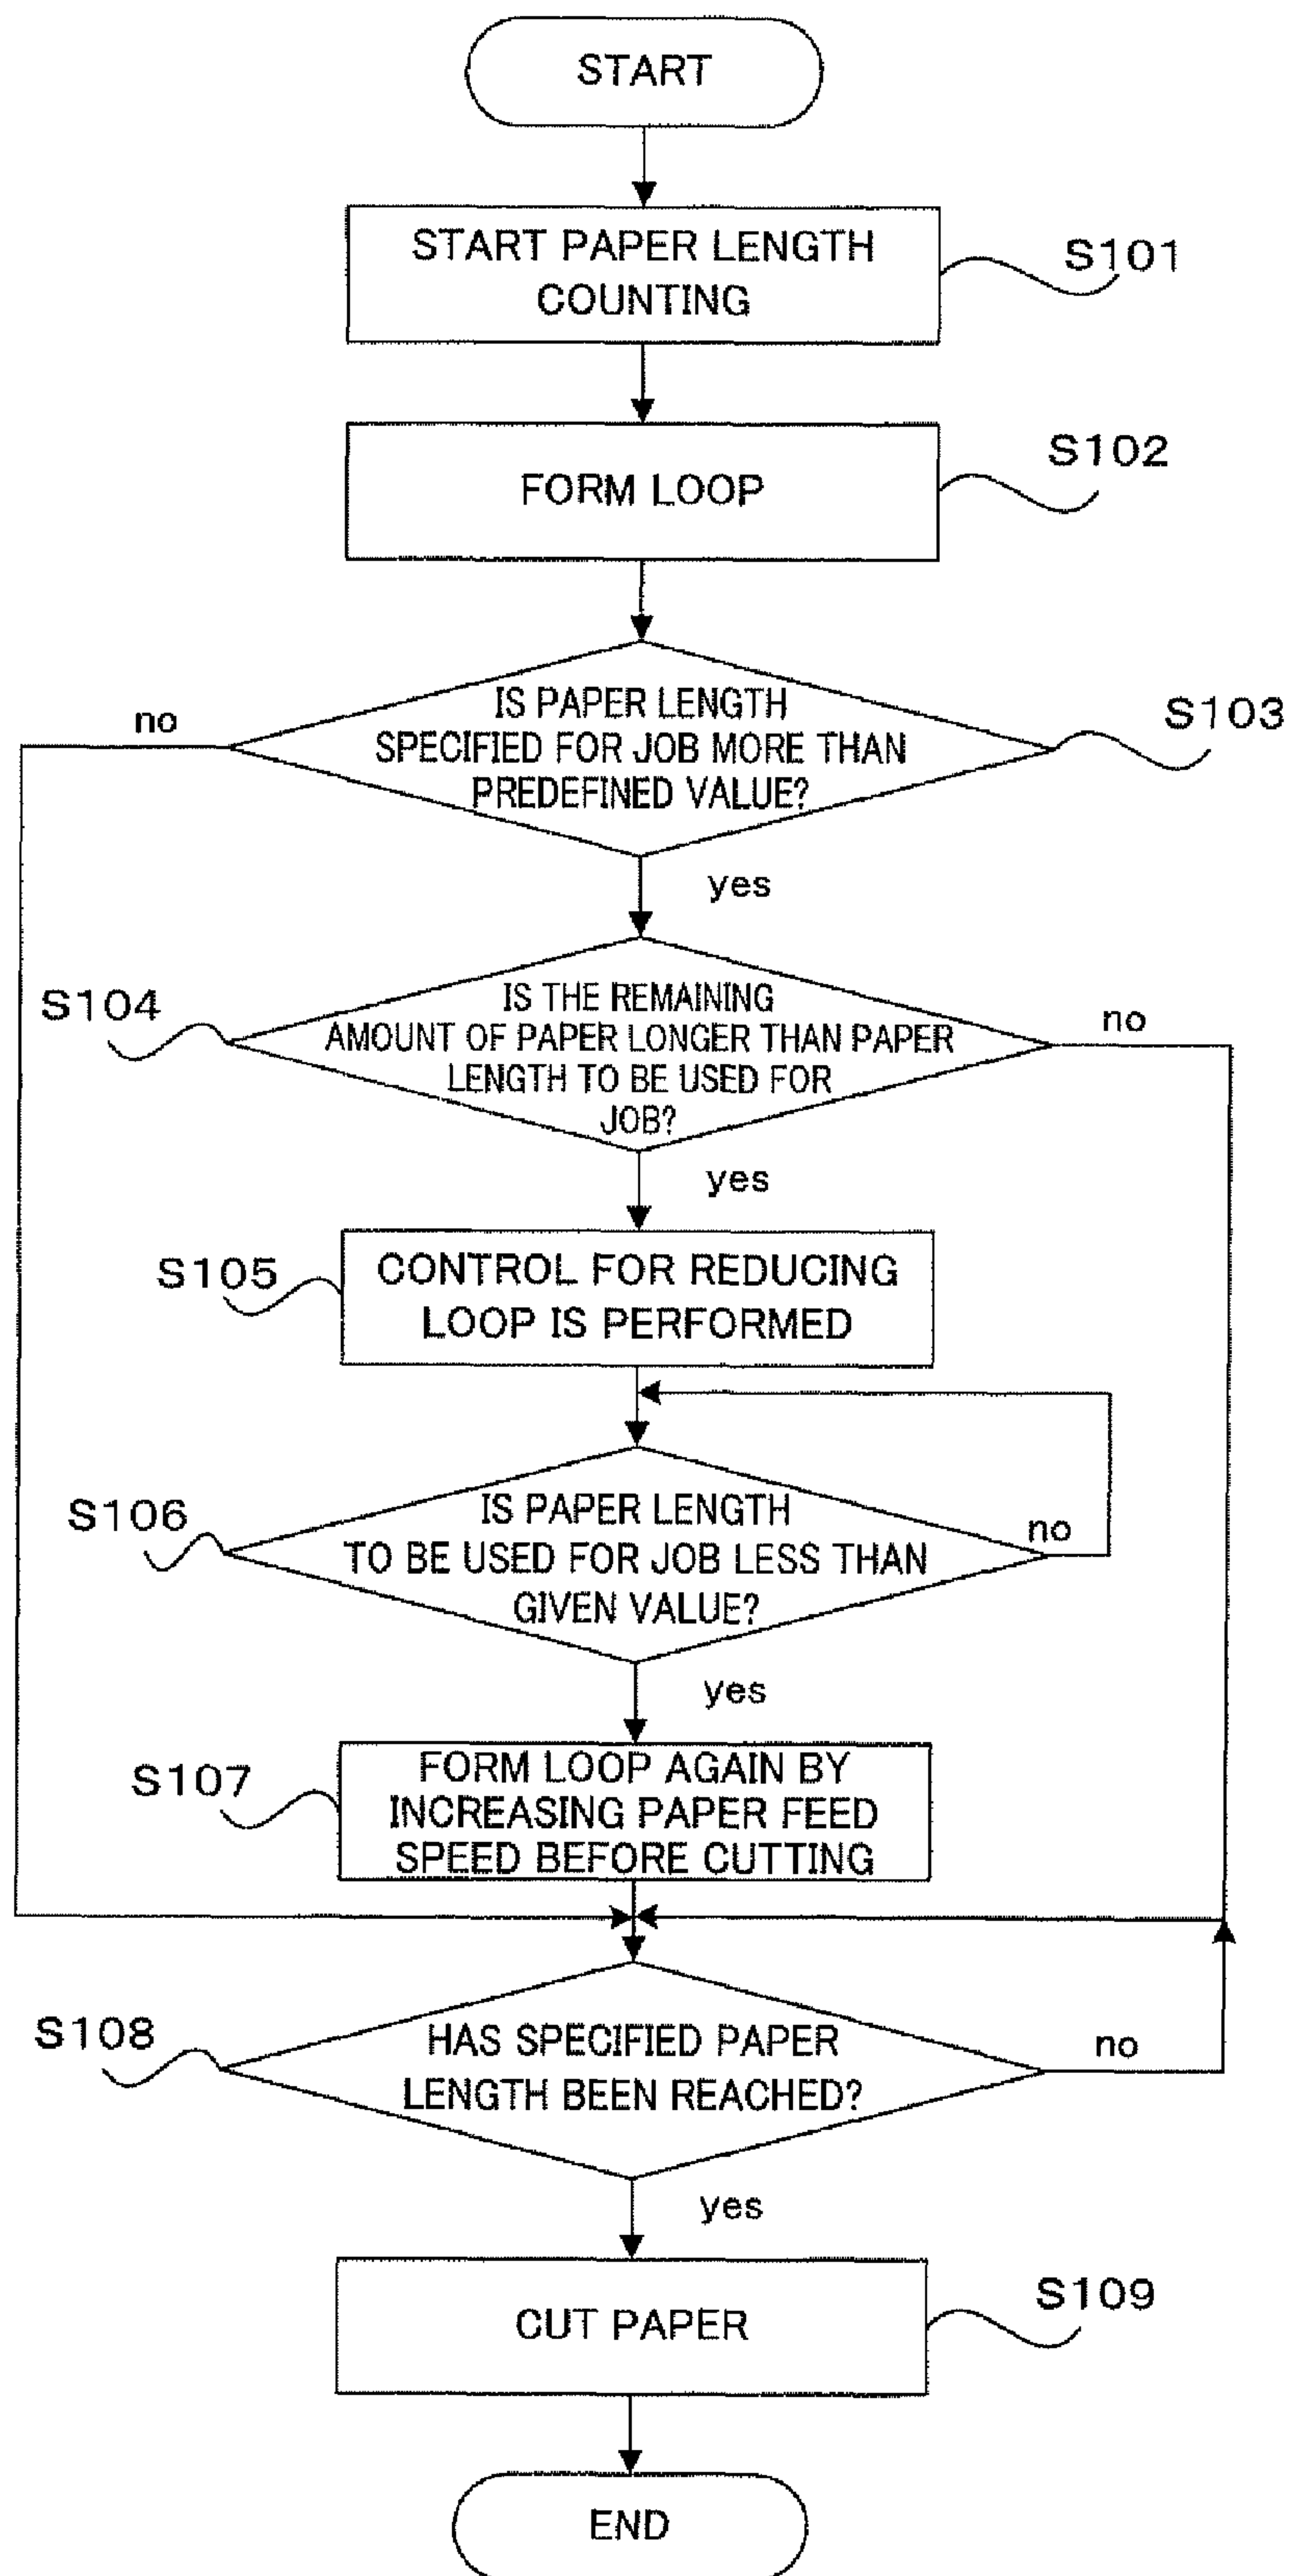 START
START PAPER LENGTH
COUNTING
S101
FORM LOOP
S102
IS PAPER LENGTH
SPECIFIED FOR JOB MORE THAN
PREDEFINED VALUE?
S103
no
yes
S104
IS THE REMAINING
AMOUNT OF PAPER LONGER THAN PAPER
LENGTH TO BE USED FOR
JOB?
no
yes
S105
CONTROL FOR REDUCING
LOOP IS PERFORMED
S106
IS PAPER LENGTH
TO BE USED FOR JOB LESS THAN
GIVEN VALUE?
no
yes
S107
FORM LOOP AGAIN BY
INCREASING PAPER FEED
SPEED BEFORE CUTTING
S108
HAS SPECIFIED PAPER
LENGTH BEEN REACHED?
no
yes
CUT PAPER
S109
END